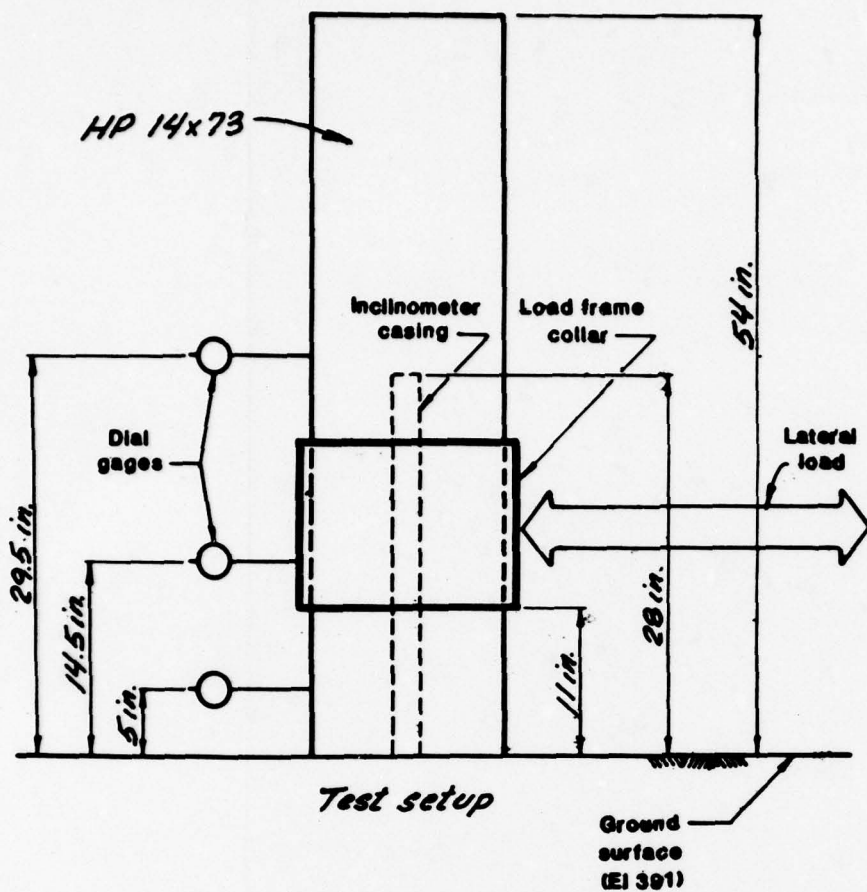 HP 14x73
Inclinometer
casing
Load frame
collar
54 in.
Dial
gages
Lateral
load
29.5 in.
14.5 in.
5 in.
11 in.
28 in.
Test setup
Ground
surface
(El 391)